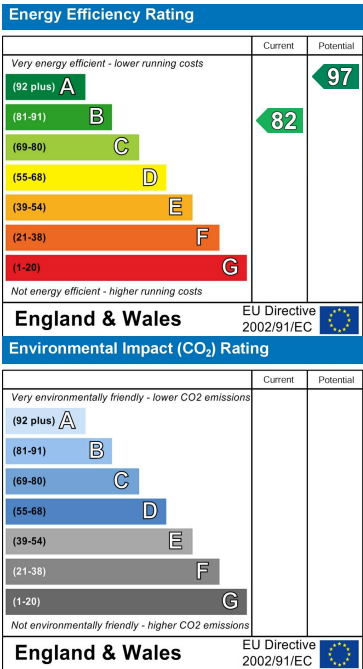 Energy Efficiency Rating
Current Potential
Very energy efficient - lower running costs
(92 plus) A
97
(81-91) B
82
(69-80) C
(55-68) D
(39-54) E
(21-38) F
(1-20) G
Not energy efficient - higher running costs
England & Wales
EU Directive
2002/91/EC
Environmental Impact (CO₂) Rating
Current Potential
Very environmentally friendly - lower CO2 emissions
(92 plus) A
(81-91) B
(69-80) C
(55-68) D
(39-54) E
(21-38) F
(1-20) G
Not environmentally friendly - higher CO2 emissions
England & Wales
EU Directive
2002/91/EC